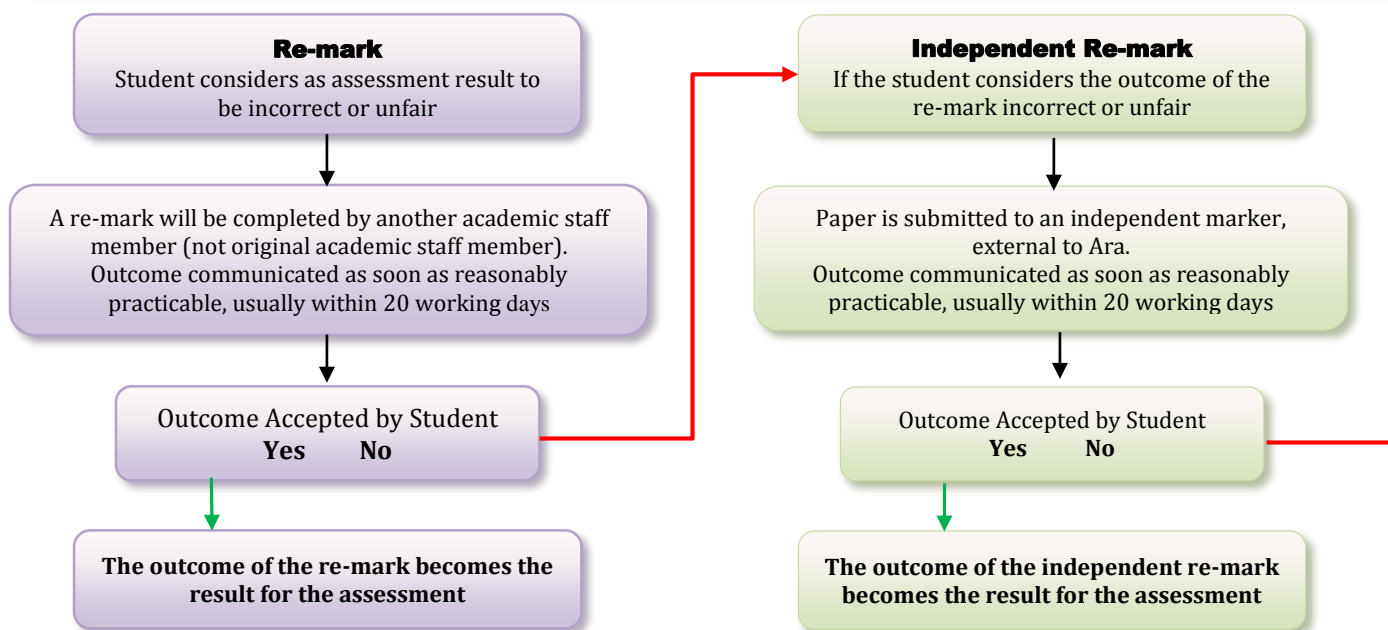 Re-mark
Student considers as assessment result to
be incorrect or unfair
A re-mark will be completed by another academic staff
member (not original academic staff member).
Outcome communicated as soon as reasonably
practicable, usually within 20 working days
Outcome Accepted by Student
Yes No
The outcome of the re-mark becomes the
result for the assessment
Independent Re-mark
If the student considers the outcome of the
re-mark incorrect or unfair
Paper is submitted to an independent marker,
external to Ara.
Outcome communicated as soon as reasonably
practicable, usually within 20 working days
Outcome Accepted by Student
Yes No
The outcome of the independent re-mark
becomes the result for the assessment